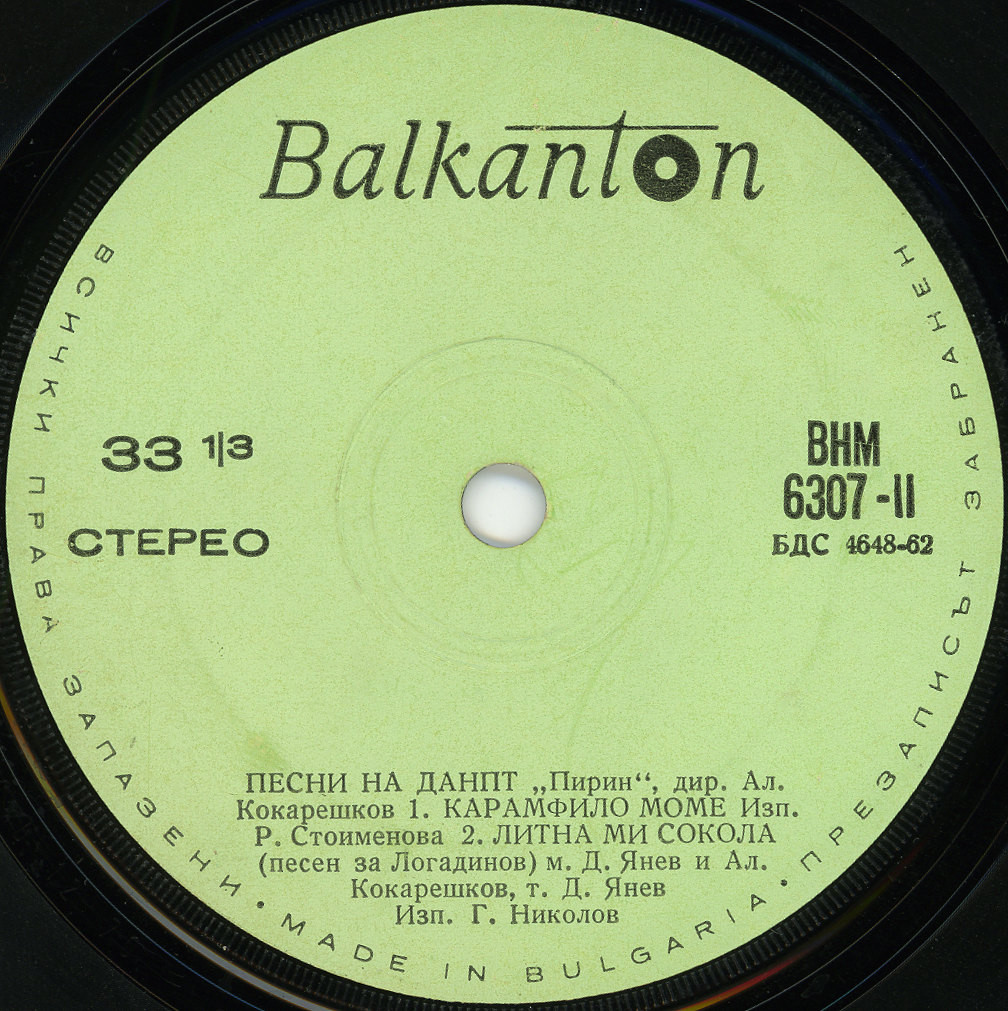 Balkanton
33 1/3
СТЕРЕО
ВНМ
6307-II
БДС 4648-62
ПЕСНИ НА ДАНПТ „Пирин“, дир. Ал.
Кокарешков 1. КАРАМФИЛО МОМЕ Изп.
Р. Стоименова 2. ЛИТНА МИ СОКОЛА
(песен за Логадинов) м. Д. Янев и Ал.
Кокарешков, т. Д. Янев
Изп. Г. Николов
ВСИЧКИ ПРАВА ЗАПАЗЕНИ • MADE IN BULGARIA • ПРЕЗАПИСЪТ ЗАБРАНЕН